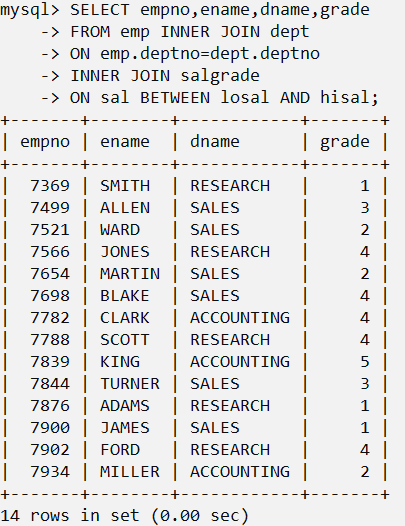 mysql> SELECT empno,ename,dname,grade
    -> FROM emp INNER JOIN dept
    -> ON emp.deptno=dept.deptno
    -> INNER JOIN salgrade
    -> ON sal BETWEEN losal AND hisal;
+-------+--------+------------+-------+
| empno | ename  | dname      | grade |
+-------+--------+------------+-------+
|  7369 | SMITH  | RESEARCH   |     1 |
|  7499 | ALLEN  | SALES      |     3 |
|  7521 | WARD   | SALES      |     2 |
|  7566 | JONES  | RESEARCH   |     4 |
|  7654 | MARTIN | SALES      |     2 |
|  7698 | BLAKE  | SALES      |     4 |
|  7782 | CLARK  | ACCOUNTING |     4 |
|  7788 | SCOTT  | RESEARCH   |     4 |
|  7839 | KING   | ACCOUNTING |     5 |
|  7844 | TURNER | SALES      |     3 |
|  7876 | ADAMS  | RESEARCH   |     1 |
|  7900 | JAMES  | SALES      |     1 |
|  7902 | FORD   | RESEARCH   |     4 |
|  7934 | MILLER | ACCOUNTING |     2 |
+-------+--------+------------+-------+
14 rows in set (0.00 sec)